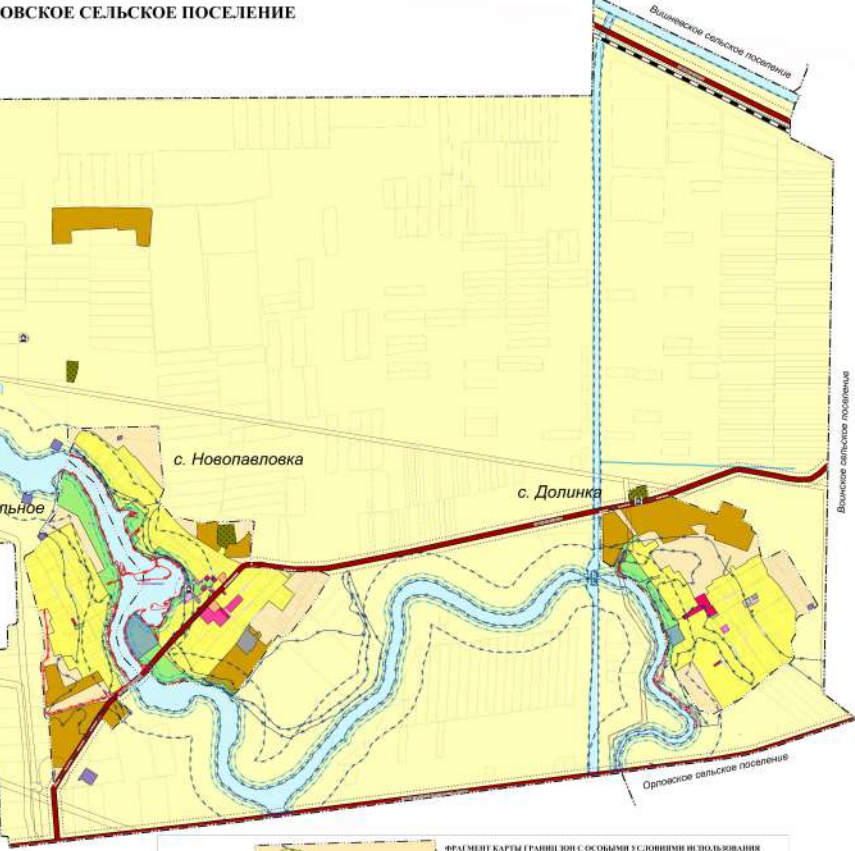 ОВСКОЕ СЕЛЬСКОЕ ПОСЕЛЕНИЕ
Вишневское сельское поселение
Воинское сельское поселение
с. Новопавловка
с. Долинка
льное
Орловское сельское поселение
ФРАГМЕНТ КАРТЫ ГРАНИЦ ЗОН С ОСОБЫМИ УСЛОВИЯМИ ИСПОЛЬЗОВАНИЯ